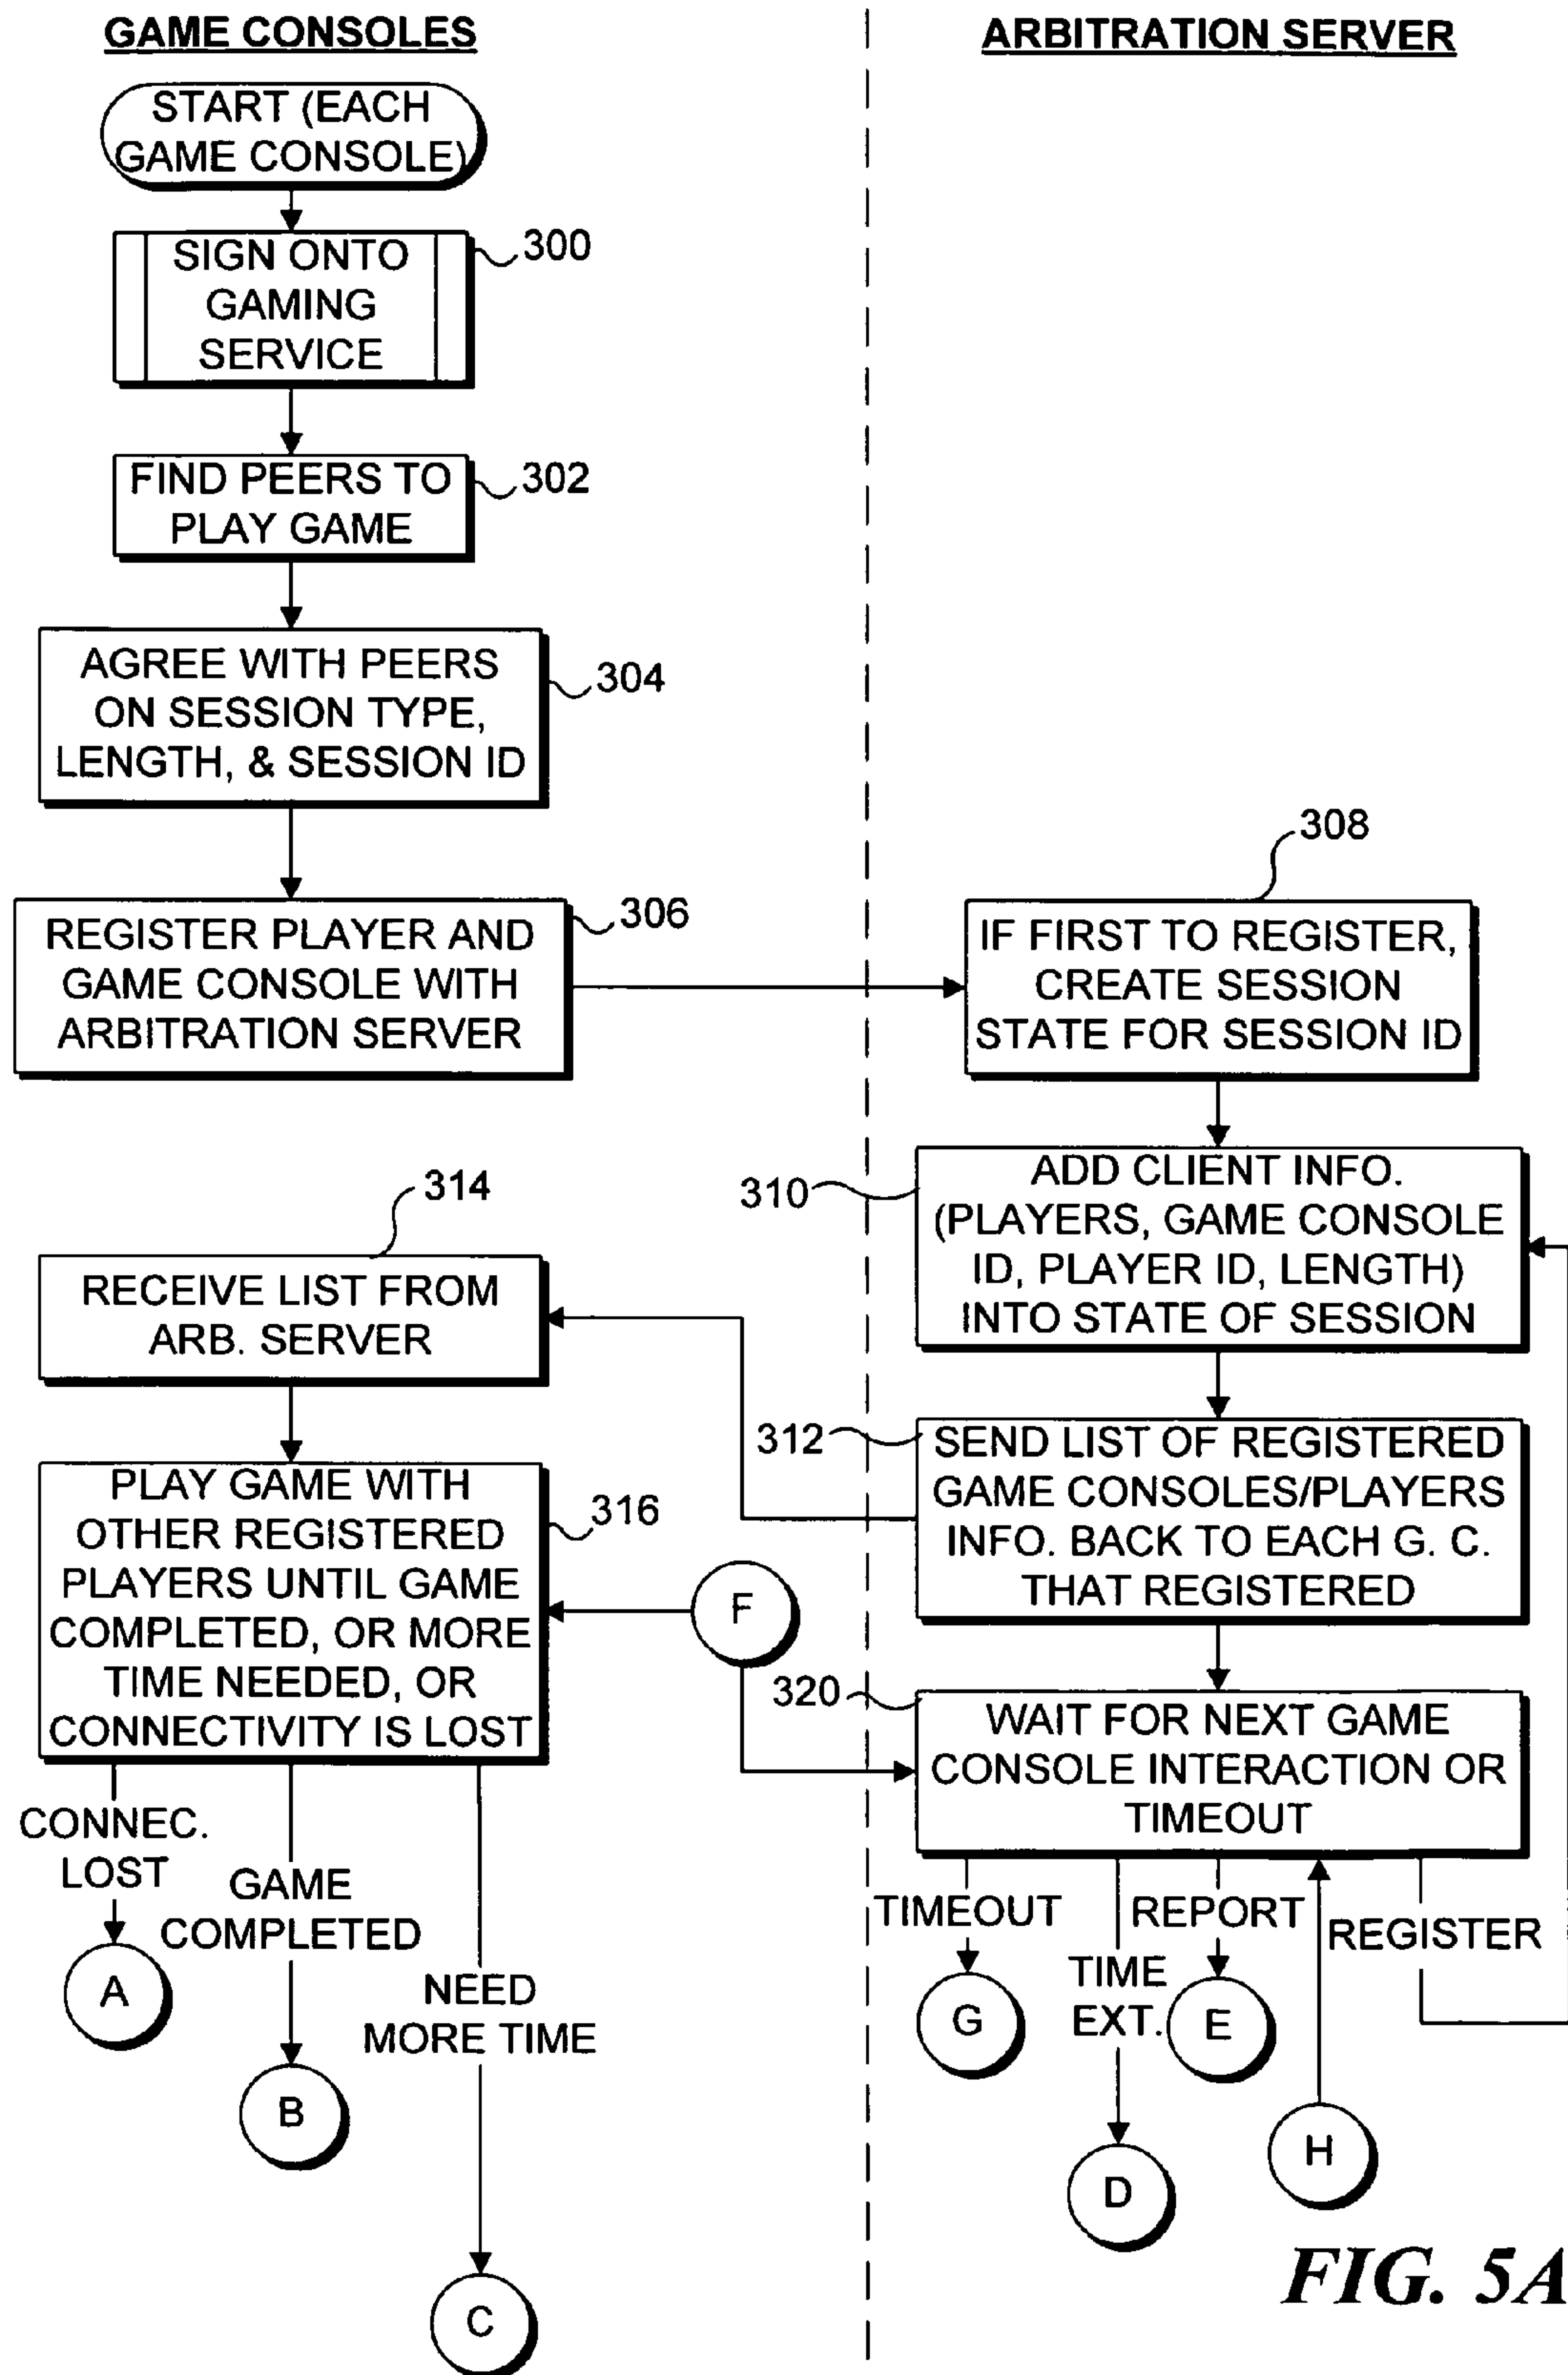 GAME CONSOLES
START (EACH
GAME CONSOLE)
SIGN ONTO
GAMING
SERVICE
300
FIND PEERS TO
PLAY GAME
302
AGREE WITH PEERS
ON SESSION TYPE,
LENGTH, & SESSION ID
304
REGISTER PLAYER AND
GAME CONSOLE WITH
ARBITRATION SERVER
306
314
RECEIVE LIST FROM
ARB. SERVER
PLAY GAME WITH
OTHER REGISTERED
PLAYERS UNTIL GAME
COMPLETED, OR MORE
TIME NEEDED, OR
CONNECTIVITY IS LOST
316
CONNEC.
LOST
A
GAME
COMPLETED
B
NEED
MORE TIME
C
F
ARBITRATION SERVER
308
IF FIRST TO REGISTER,
CREATE SESSION
STATE FOR SESSION ID
310
ADD CLIENT INFO.
(PLAYERS, GAME CONSOLE
ID, PLAYER ID, LENGTH)
INTO STATE OF SESSION
312
SEND LIST OF REGISTERED
GAME CONSOLES/PLAYERS
INFO. BACK TO EACH G. C.
THAT REGISTERED
320
WAIT FOR NEXT GAME
CONSOLE INTERACTION OR
TIMEOUT
TIMEOUT
G
TIME
EXT.
D
REPORT
E
H
REGISTER
FIG. 5A